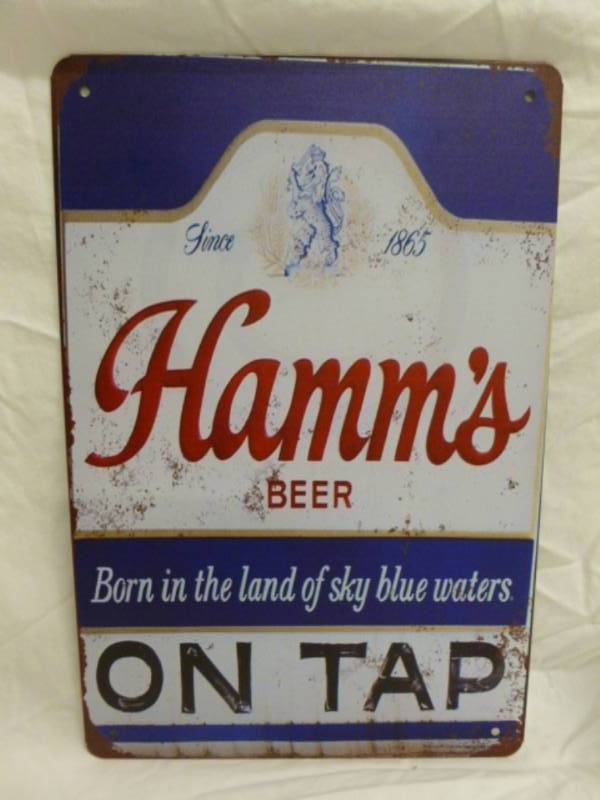 Since 1865
Hamm's
BEER
Born in the land of sky blue waters
ON TAP